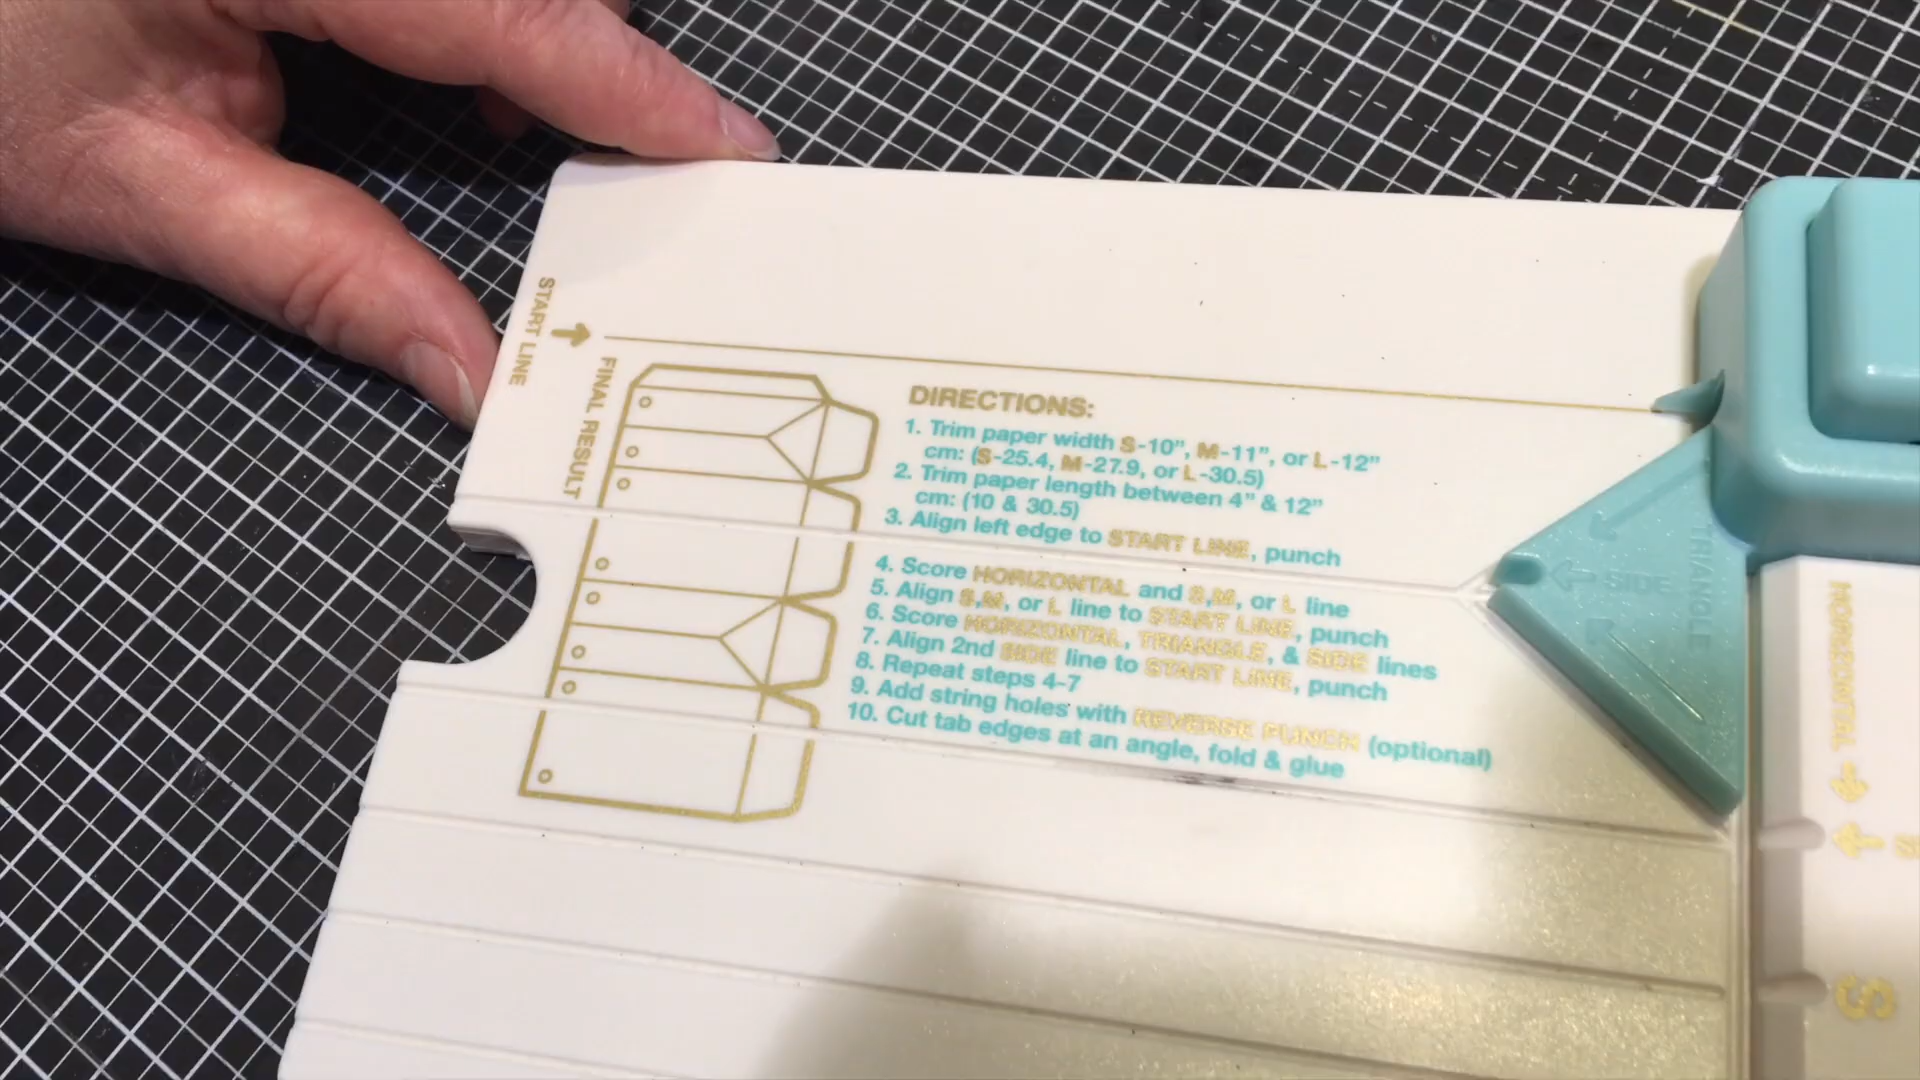 START LINE
FINAL RESULT
DIRECTIONS:
1. Trim paper width S-10", M-11", or L-12"
cm: (S-25.4, M-27.9, or L-30.5)
2. Trim paper length between 4" & 12"
cm: (10 & 30.5)
3. Align left edge to START LINE, punch
4. Score HORIZONTAL and S,M, or L line
5. Align S,M, or L line to START LINE, punch
6. Score HORIZONTAL, TRIANGLE, & SIDE lines
7. Align 2nd SIDE line to START LINE, punch
8. Repeat steps 4-7
9. Add string holes with REVERSE PUNCH (optional)
10. Cut tab edges at an angle, fold & glue
SIDE
TRIANGLE
HORIZONTAL
S